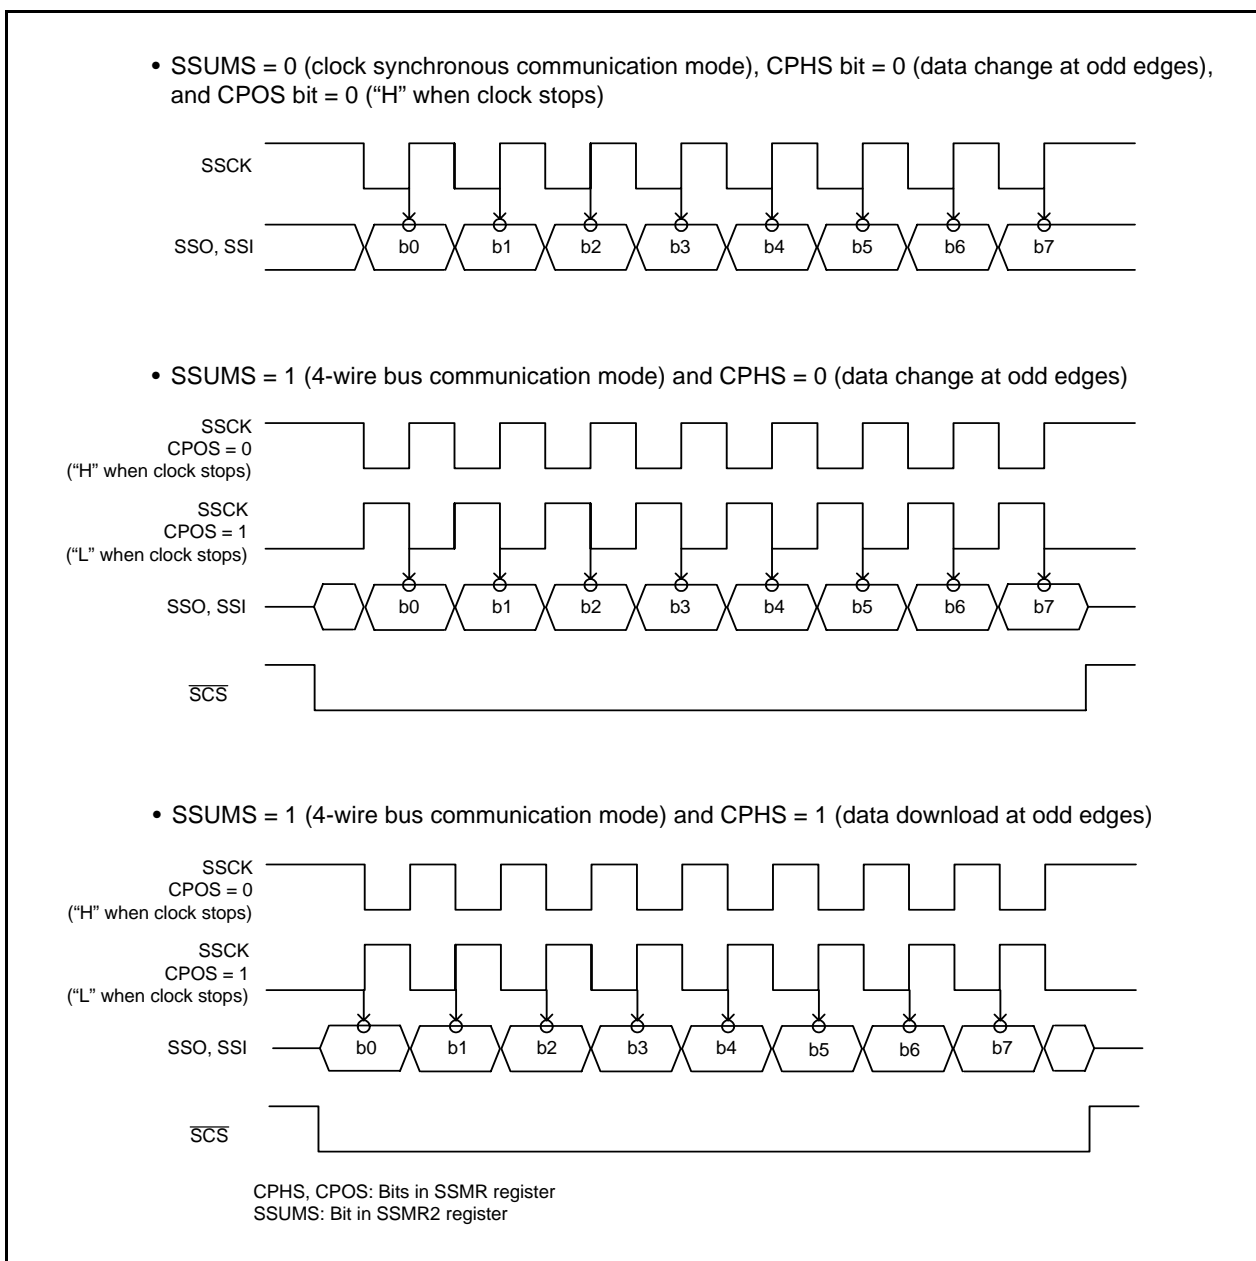 • SSUMS = 0 (clock synchronous communication mode), CPHS bit = 0 (data change at odd edges),
and CPOS bit = 0 (“H” when clock stops)
SSCK
SSO, SSI
b0 b1 b2 b3 b4 b5 b6 b7
• SSUMS = 1 (4-wire bus communication mode) and CPHS = 0 (data change at odd edges)
SSCK
CPOS = 0
(“H” when clock stops)
SSCK
CPOS = 1
(“L” when clock stops)
SSO, SSI
b0 b1 b2 b3 b4 b5 b6 b7
SCS
• SSUMS = 1 (4-wire bus communication mode) and CPHS = 1 (data download at odd edges)
SSCK
CPOS = 0
(“H” when clock stops)
SSCK
CPOS = 1
(“L” when clock stops)
SSO, SSI
b0 b1 b2 b3 b4 b5 b6 b7
SCS
CPHS, CPOS: Bits in SSMR register
SSUMS: Bit in SSMR2 register